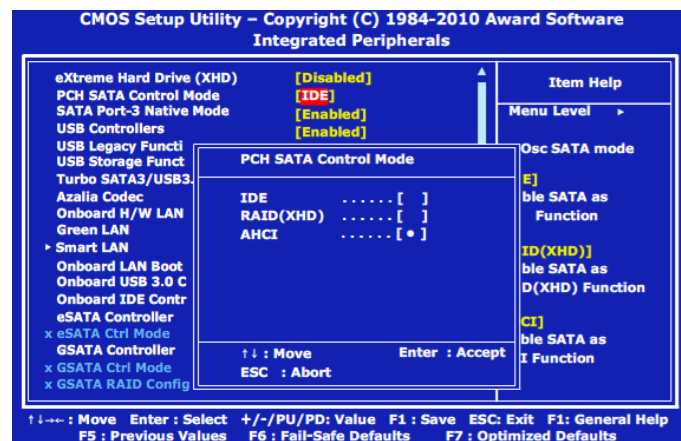 CMOS Setup Utility – Copyright (C) 1984-2010 Award Software
Integrated Peripherals
eXtreme Hard Drive (XHD) [Disabled]
PCH SATA Control Mode [IDE]
SATA Port-3 Native Mode [Enabled]
USB Controllers [Enabled]
USB Legacy Functi
USB Storage Funct
Turbo SATA3/USB3.
Azalia Codec
Onboard H/W LAN
Green LAN
▸ Smart LAN
Onboard LAN Boot
Onboard USB 3.0 C
Onboard IDE Contr
eSATA Controller
x eSATA Ctrl Mode
GSATA Controller
x GSATA Ctrl Mode
x GSATA RAID Config
PCH SATA Control Mode
IDE ......[ ]
RAID(XHD) ......[ ]
AHCI ......[•]
↑↓ : Move Enter : Accept
ESC : Abort
Item Help
Menu Level ▸
Osc SATA mode
E]
ble SATA as
Function
ID(XHD)]
ble SATA as
D(XHD) Function
CI]
ble SATA as
I Function
↑↓→← : Move Enter : Select +/-/PU/PD: Value F1 : Save ESC: Exit F1: General Help
F5 : Previous Values F6 : Fail-Safe Defaults F7 : Optimized Defaults